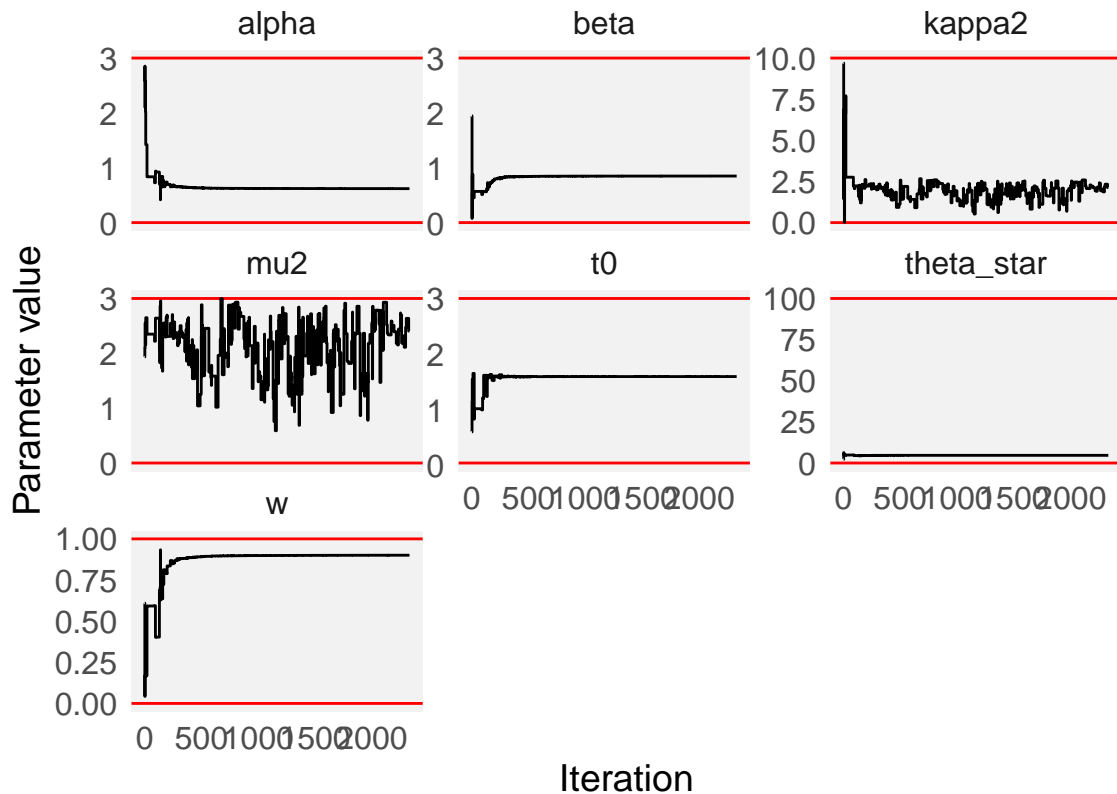 alpha beta kappa2
3 3 10.0
2 2 7.5
5.0
1 1 2.5
0 0 0.0
mu2 t0 theta_star
3 3 100
2 2 75
50
1 1 25
0 0 0
0 500 1000 1500 2000 0 500 1000 1500 2000
w
1.00
0.75
0.50
0.25
0.00
0 500 1000 1500 2000
Iteration
Parameter value